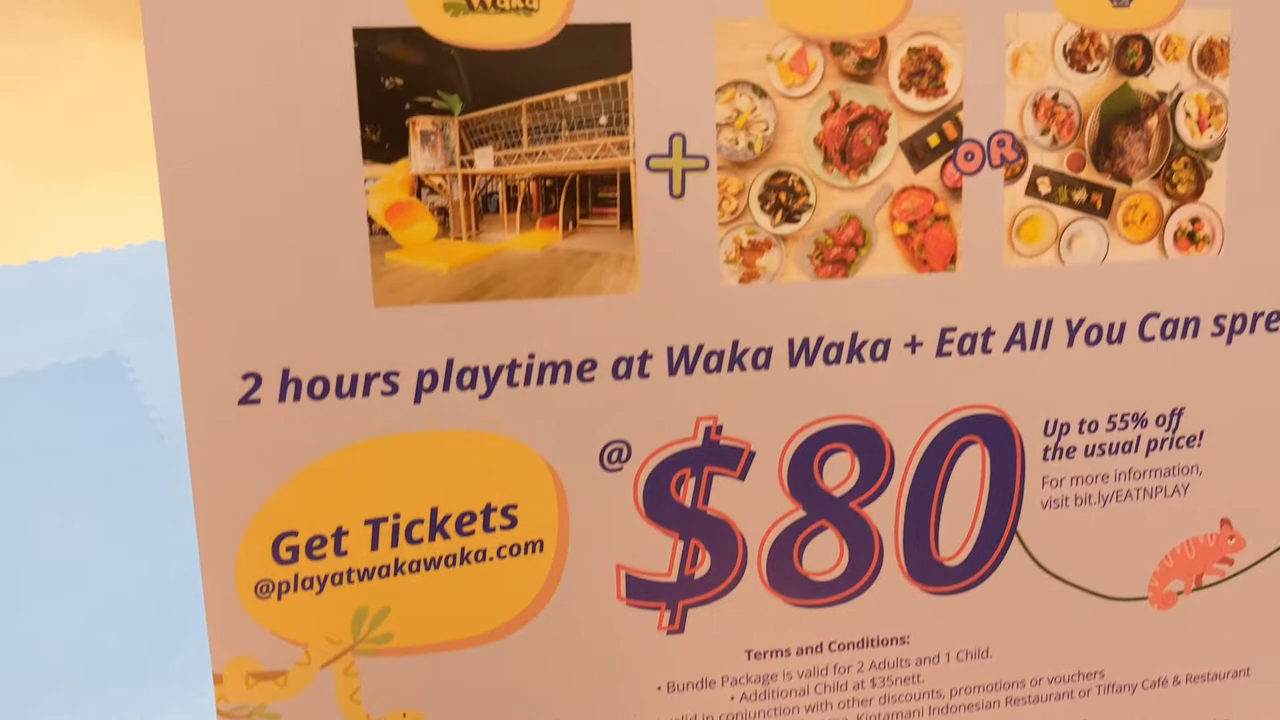 Waka
+
OR
2 hours playtime at Waka Waka + Eat All You Can spre
Get Tickets
@playatwakawaka.com
@$80
Up to 55% off
the usual price!
For more information,
visit bit.ly/EATNPLAY
Terms and Conditions:
• Bundle Package is valid for 2 Adults and 1 Child.
• Additional Child at $35nett.
in conjunction with other discounts, promotions or vouchers
Kintamani Indonesian Restaurant or Tiffany Café & Restaurant